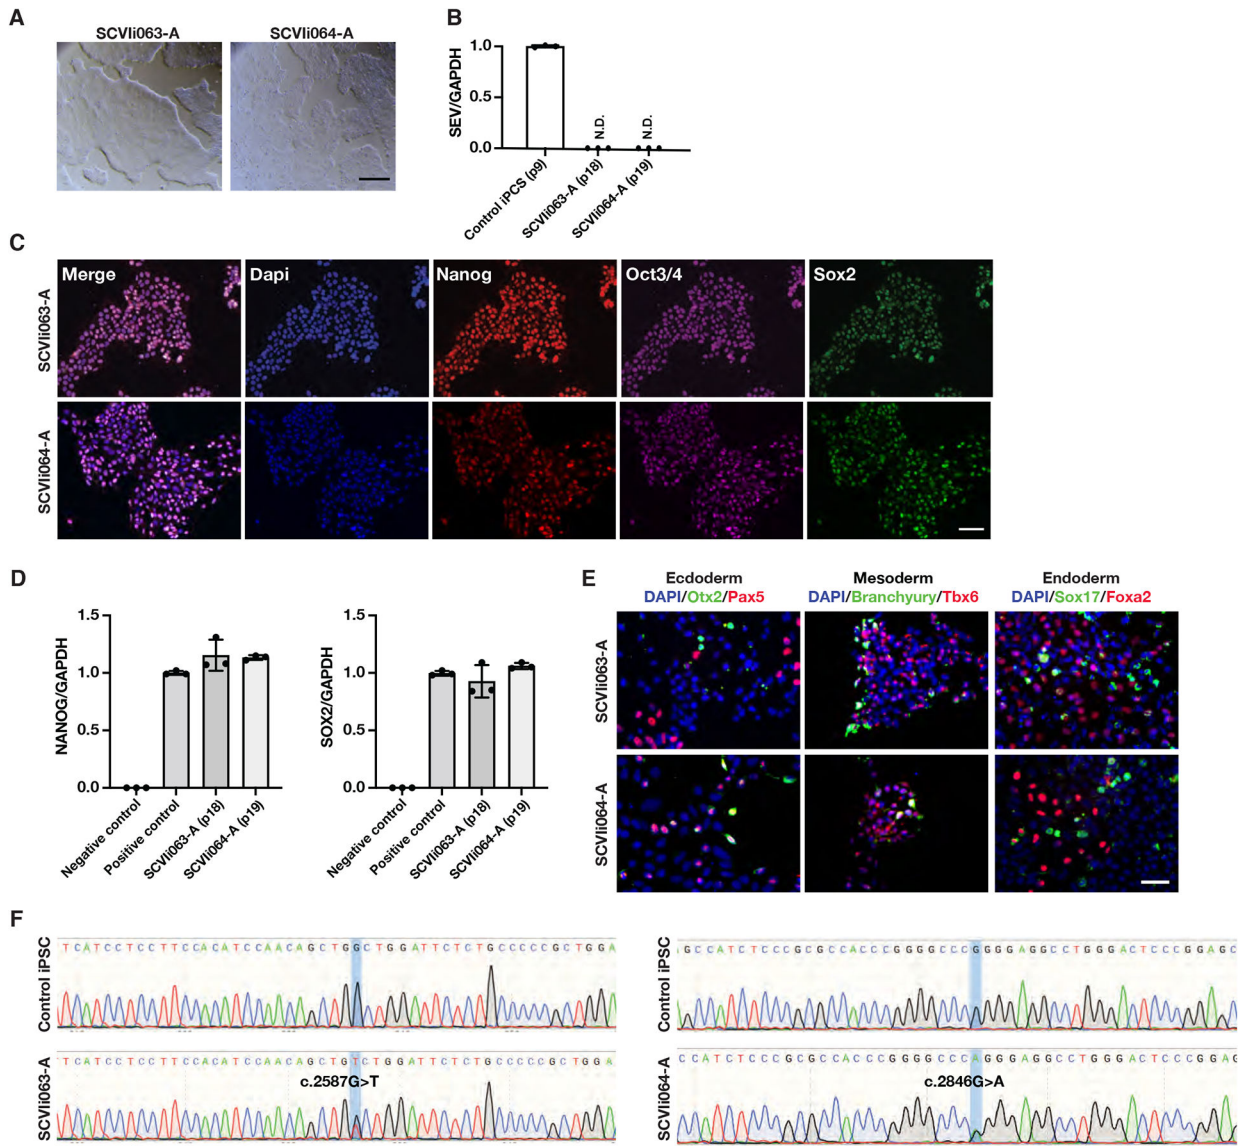 A
SCVIi063-A
SCVIi064-A
B
SEV/GAPDH
1.0
0.5
0.0
N.D.
N.D.
Control iPCS (p9)
SCVIi063-A (p18)
SCVIi064-A (p19)
C
SCVIi063-A
Merge
Dapi
Nanog
Oct3/4
Sox2
SCVIi064-A
D
NANOG/GAPDH
1.5
1.0
0.5
0.0
Negative control
Positive control
SCVIi063-A (p18)
SCVIi064-A (p19)
SOX2/GAPDH
1.5
1.0
0.5
0.0
Negative control
Positive control
SCVIi063-A (p18)
SCVIi064-A (p19)
E
Ecdoderm
DAPI/Otx2/Pax5
Mesoderm
DAPI/Branchyury/Tbx6
Endoderm
DAPI/Sox17/Foxa2
SCVIi063-A
SCVIi064-A
F
Control iPSC
TCATCCTCCTTCCACATCCAACAGCTGGCTGGATTCTCTGCCCCCGCTGGA
SCVIi063-A
TCATCCTCCTTCCACATCCAACAGCTGTCTGGATTCTCTGCCCCCGCTGGA
c.2587G>T
Control iPSC
GCCATCTCCCGCGCCACCCGGGGCCCGGGGAGGCCTGGGACTCCCGGAGC
SCVIi064-A
CCATCTCCCGCGCCACCCGGGGCCCAGGGAGGCCTGGGACTCCCGGAG
c.2846G>A